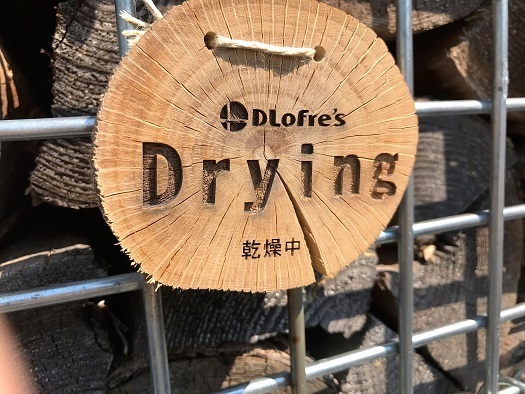 DLofre's
Drying
乾燥中